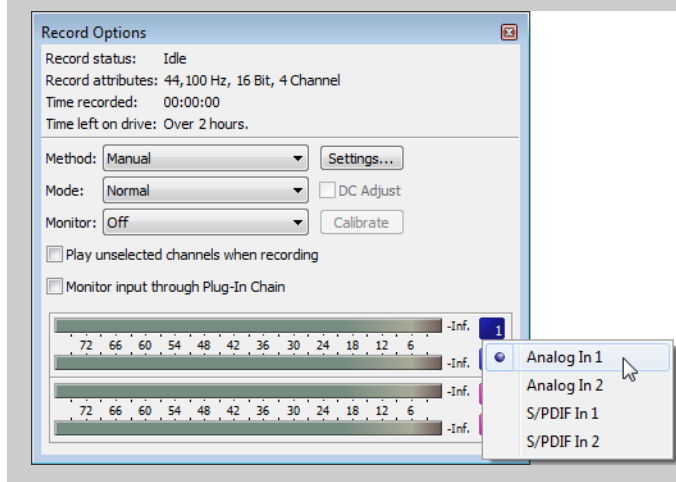 Record Options
Record status: Idle
Record attributes: 44,100 Hz, 16 Bit, 4 Channel
Time recorded: 00:00:00
Time left on drive: Over 2 hours.
Method: Manual Settings...
Mode: Normal DC Adjust
Monitor: Off Calibrate
Play unselected channels when recording
Monitor input through Plug-In Chain
-Inf. 1
72 66 60 54 48 42 36 30 24 18 12 6
-Inf.
-Inf.
72 66 60 54 48 42 36 30 24 18 12 6
-Inf.
Analog In 1
Analog In 2
S/PDIF In 1
S/PDIF In 2